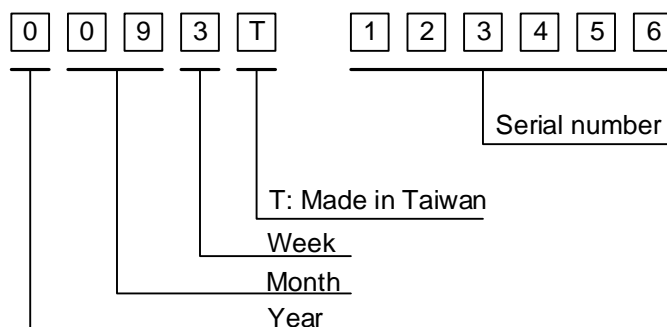 0 0 9 3 T 1 2 3 4 5 6
Serial number
T: Made in Taiwan
Week
Month
Year